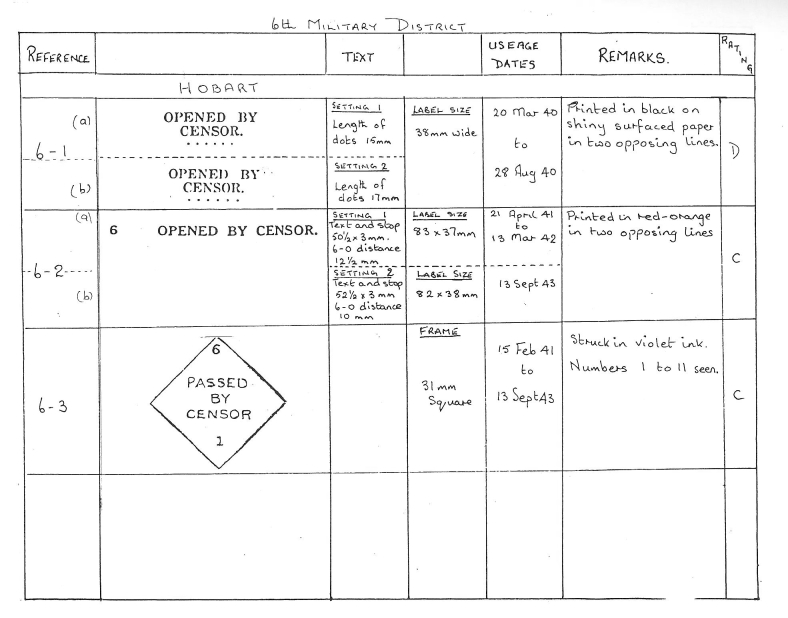 6th MILITARY DISTRICT
REFERENCE
TEXT
USEAGE
DATES
REMARKS.
RATING
HOBART
6-1
(a)
OPENED BY
CENSOR.
......
SETTING 1
Length of
dots 15mm
LABEL SIZE
38mm wide
20 Mar 40
to
28 Aug 40
Printed in black on
shiny surfaced paper
in two opposing lines.
D
(b)
OPENED BY
CENSOR.
......
SETTING 2
Length of
dots 17mm
6-2
(a)
6 OPENED BY CENSOR.
SETTING 1
Text and stop
50½ x 3mm.
6-0 distance
12½ mm
LABEL SIZE
83 x 37mm
21 April 41
to
13 Mar 42
Printed in red-orange
in two opposing lines
C
(b)
SETTING 2
Text and stop
52½ x 3 mm
6-0 distance
10 mm
LABEL SIZE
82 x 38mm
13 Sept 43
6-3
6
PASSED
BY
CENSOR
1
FRAME
31mm
Square
15 Feb 41
to
13 Sept 43
Struck in violet ink.
Numbers 1 to 11 seen.
C